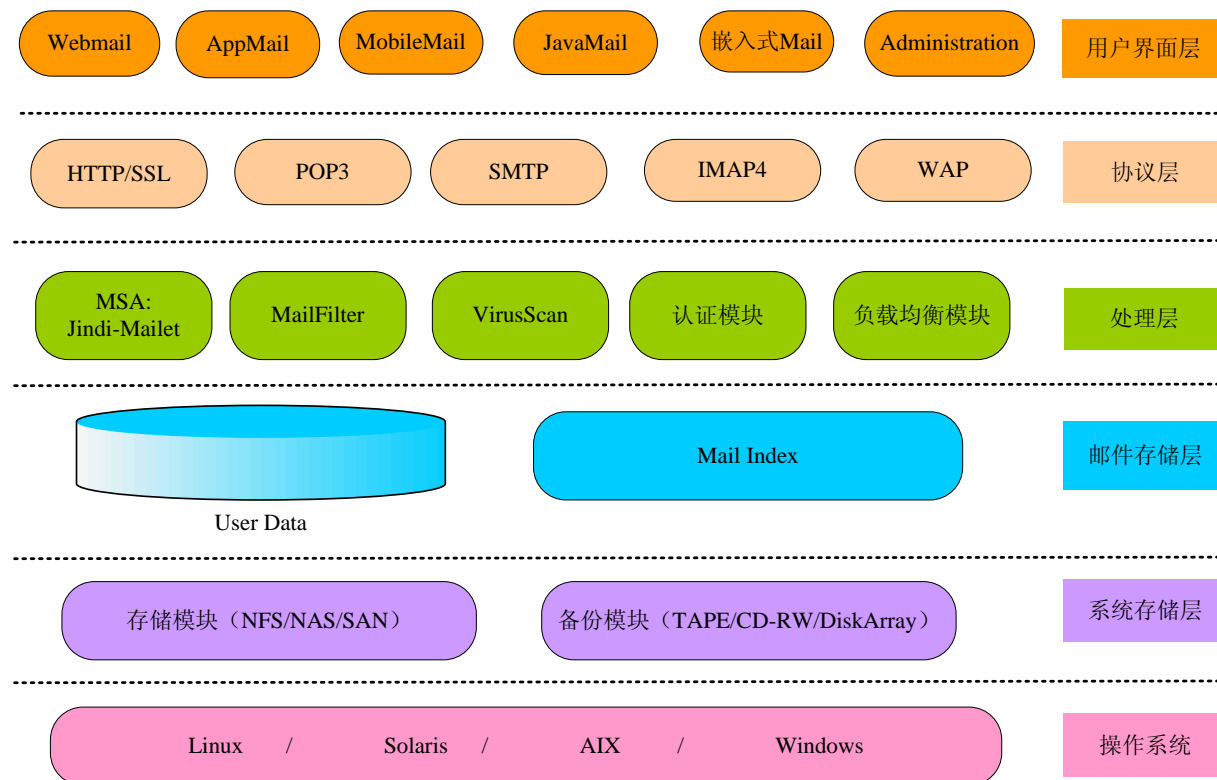 Webmail
AppMail
MobileMail
JavaMail
嵌入式Mail
Administration
用户界面层
HTTP/SSL
POP3
SMTP
IMAP4
WAP
协议层
MSA:
Jindi-Mailet
MailFilter
VirusScan
认证模块
负载均衡模块
处理层
Mail Index
邮件存储层
User Data
存储模块（NFS/NAS/SAN）
备份模块（TAPE/CD-RW/DiskArray）
系统存储层
Linux / Solaris / AIX / Windows
操作系统